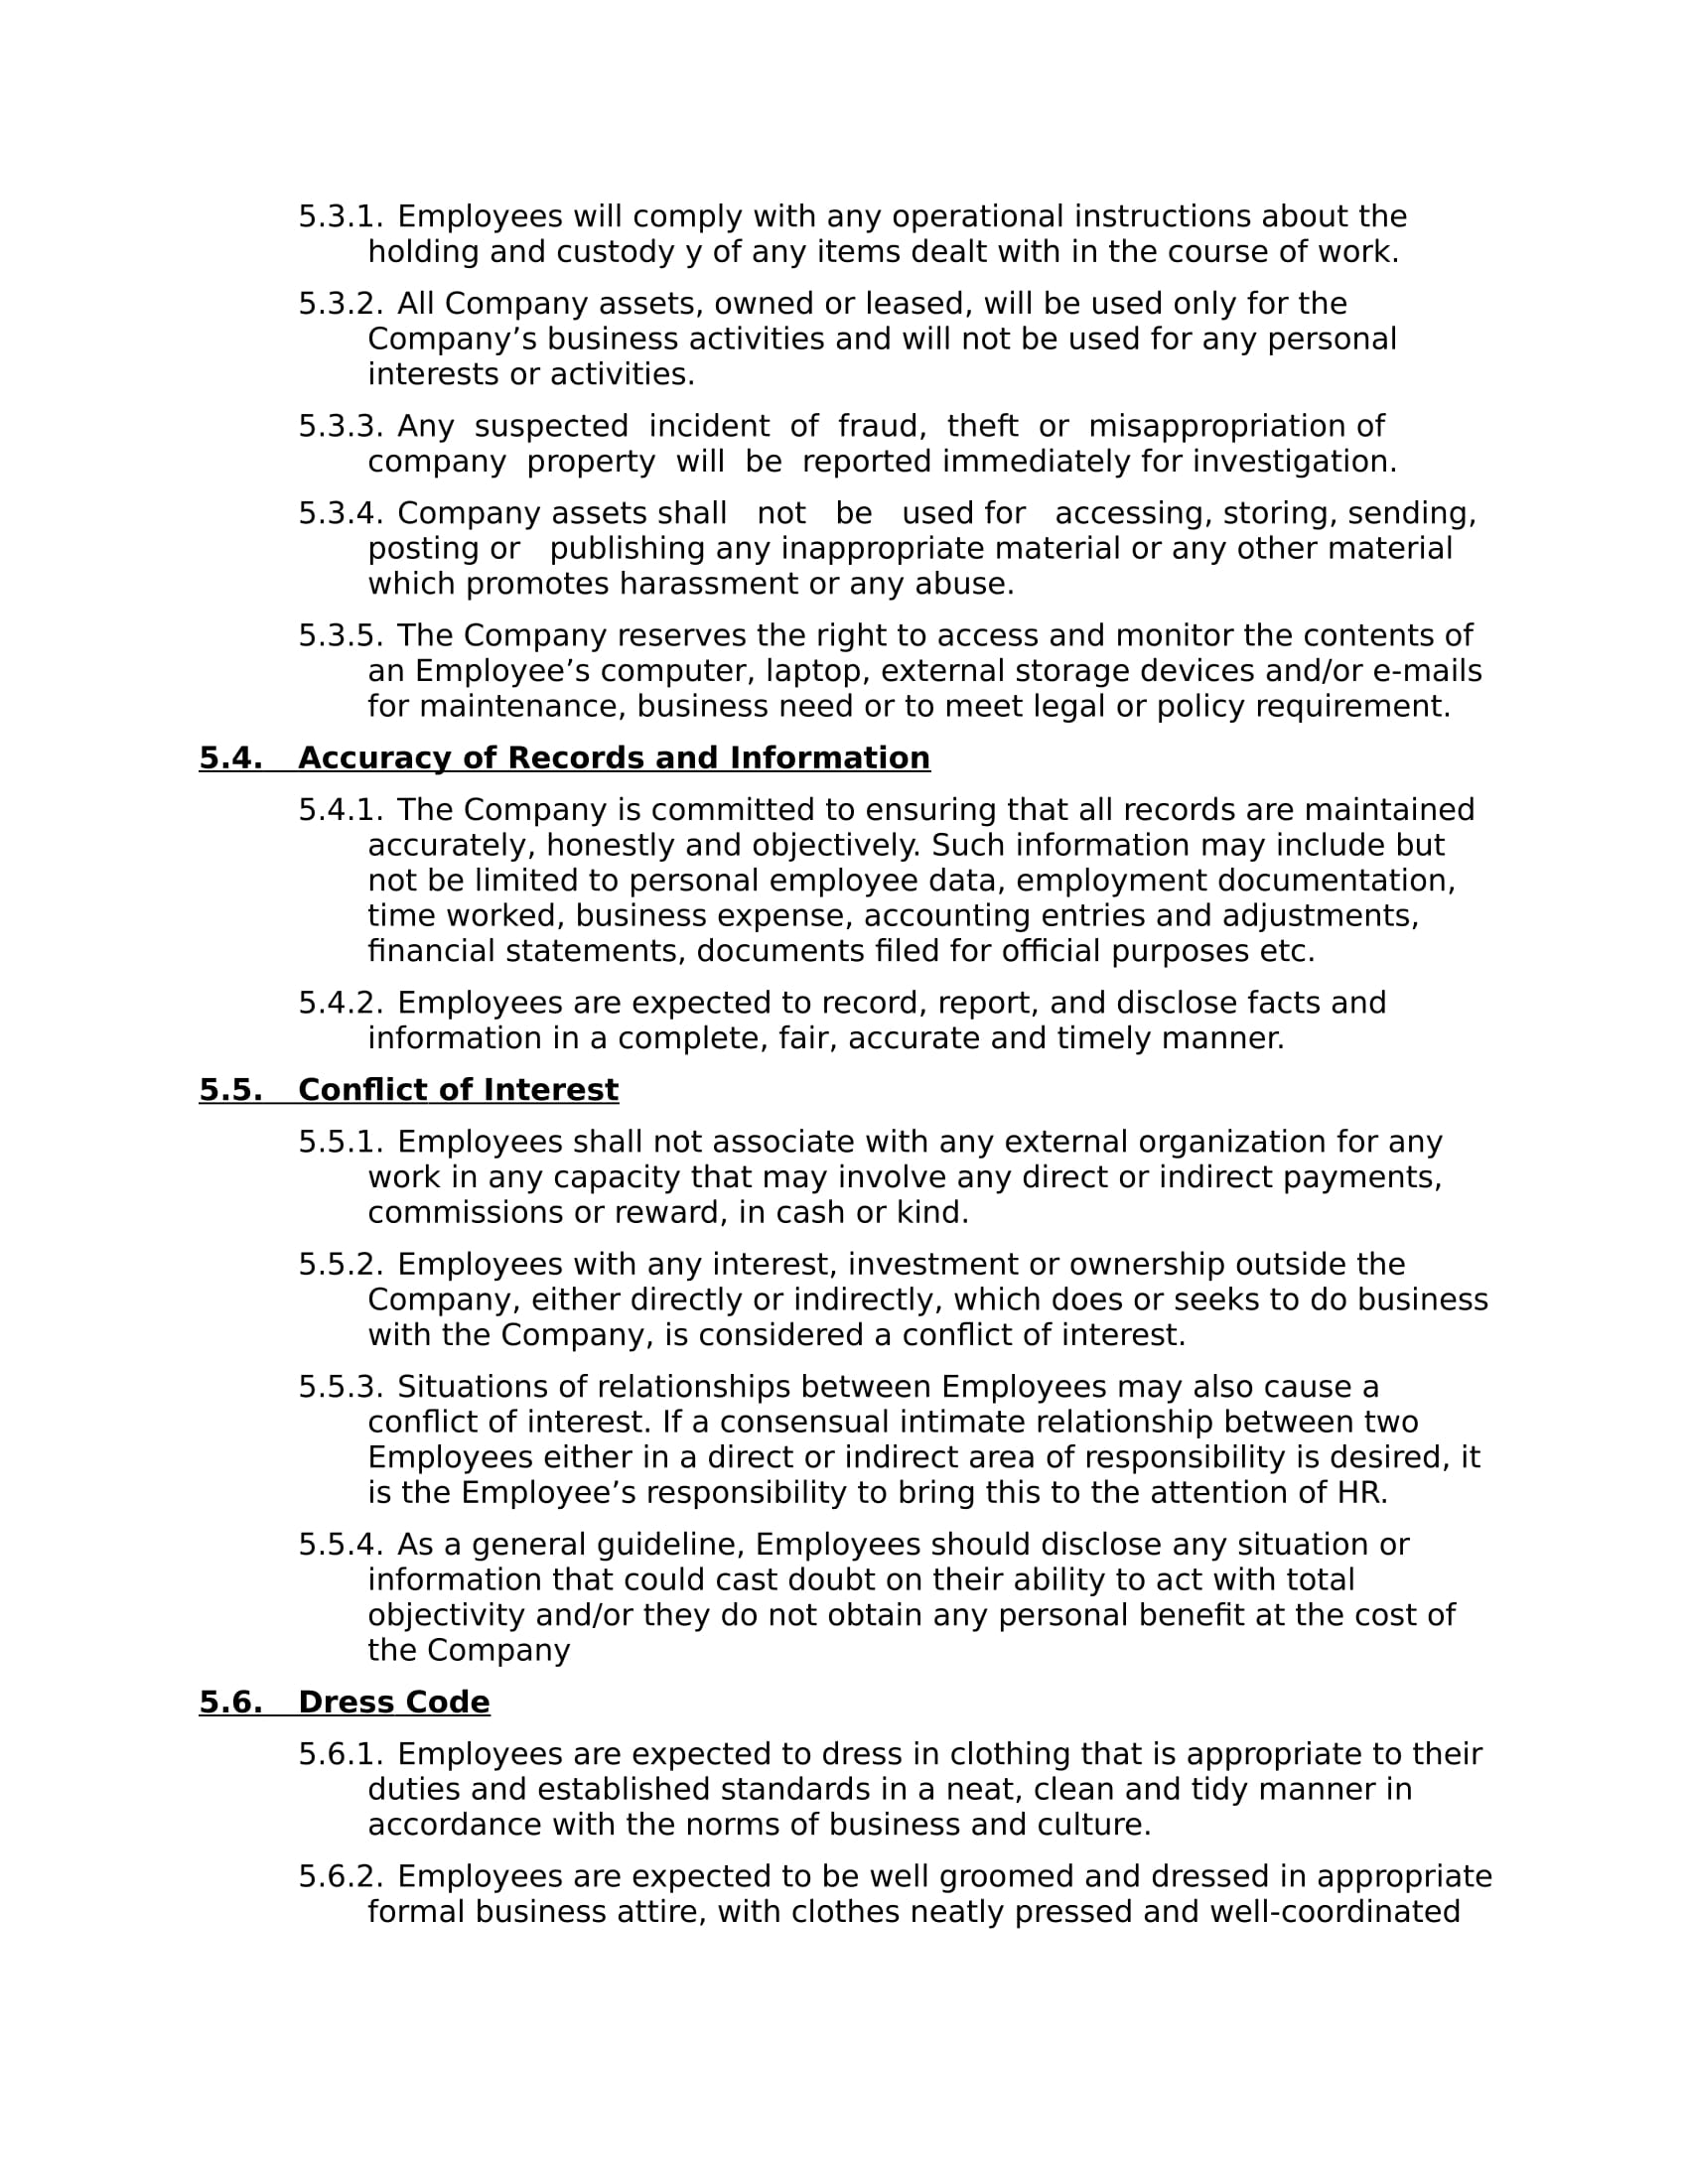 5.3.1. Employees will comply with any operational instructions about the
holding and custody y of any items dealt with in the course of work.
5.3.2. All Company assets, owned or leased, will be used only for the
Company’s business activities and will not be used for any personal
interests or activities.
5.3.3. Any suspected incident of fraud, theft or misappropriation of
company property will be reported immediately for investigation.
5.3.4. Company assets shall not be used for accessing, storing, sending,
posting or publishing any inappropriate material or any other material
which promotes harassment or any abuse.
5.3.5. The Company reserves the right to access and monitor the contents of
an Employee’s computer, laptop, external storage devices and/or e-mails
for maintenance, business need or to meet legal or policy requirement.
5.4. Accuracy of Records and Information
5.4.1. The Company is committed to ensuring that all records are maintained
accurately, honestly and objectively. Such information may include but
not be limited to personal employee data, employment documentation,
time worked, business expense, accounting entries and adjustments,
financial statements, documents filed for official purposes etc.
5.4.2. Employees are expected to record, report, and disclose facts and
information in a complete, fair, accurate and timely manner.
5.5. Conflict of Interest
5.5.1. Employees shall not associate with any external organization for any
work in any capacity that may involve any direct or indirect payments,
commissions or reward, in cash or kind.
5.5.2. Employees with any interest, investment or ownership outside the
Company, either directly or indirectly, which does or seeks to do business
with the Company, is considered a conflict of interest.
5.5.3. Situations of relationships between Employees may also cause a
conflict of interest. If a consensual intimate relationship between two
Employees either in a direct or indirect area of responsibility is desired, it
is the Employee’s responsibility to bring this to the attention of HR.
5.5.4. As a general guideline, Employees should disclose any situation or
information that could cast doubt on their ability to act with total
objectivity and/or they do not obtain any personal benefit at the cost of
the Company
5.6. Dress Code
5.6.1. Employees are expected to dress in clothing that is appropriate to their
duties and established standards in a neat, clean and tidy manner in
accordance with the norms of business and culture.
5.6.2. Employees are expected to be well groomed and dressed in appropriate
formal business attire, with clothes neatly pressed and well-coordinated